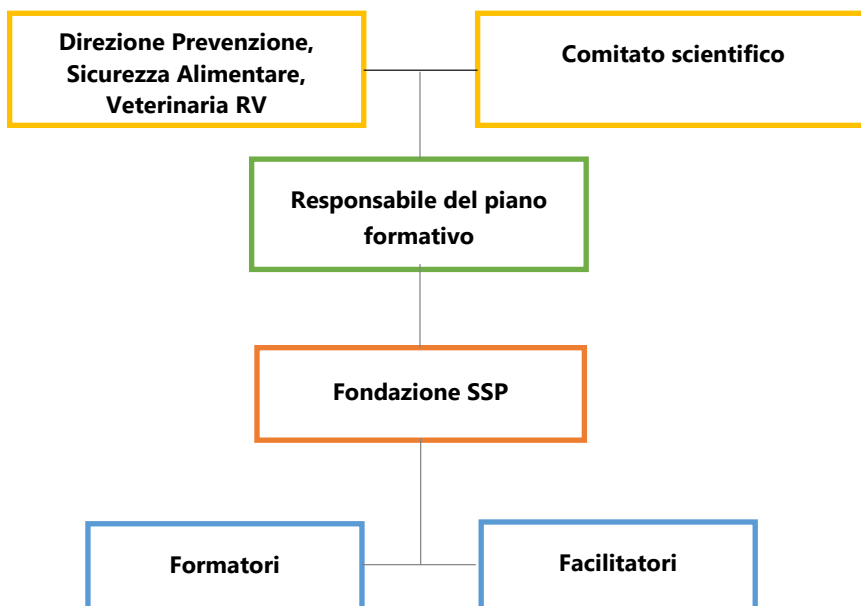 Direzione Prevenzione,
Sicurezza Alimentare,
Veterinaria RV
Comitato scientifico
Responsabile del piano
formativo
Fondazione SSP
Formatori
Facilitatori